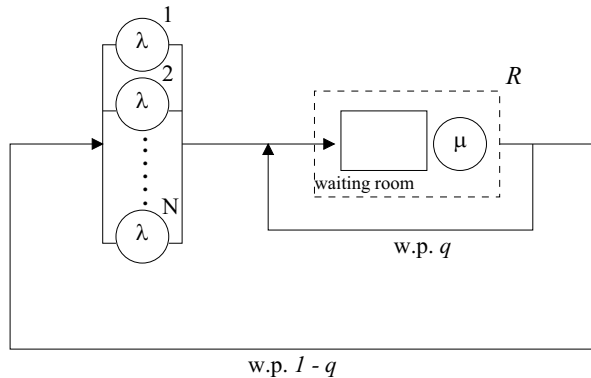 1
λ
2
λ
N
λ
R
μ
waiting room
w.p. q
w.p. 1 - q